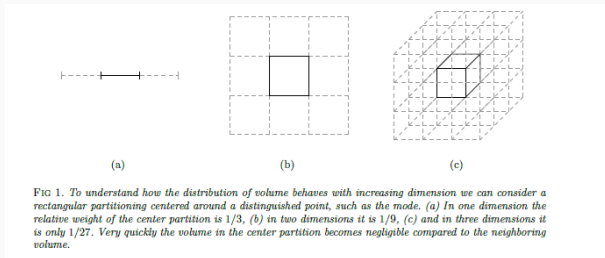 (a)
(b)
(c)
FIG 1. To understand how the distribution of volume behaves with increasing dimension we can consider a
rectangular partitioning centered around a distinguished point, such as the mode. (a) In one dimension the
relative weight of the center partition is 1/3, (b) in two dimensions it is 1/9, (c) and in three dimensions it
is only 1/27. Very quickly the volume in the center partition becomes negligible compared to the neighboring
volume.